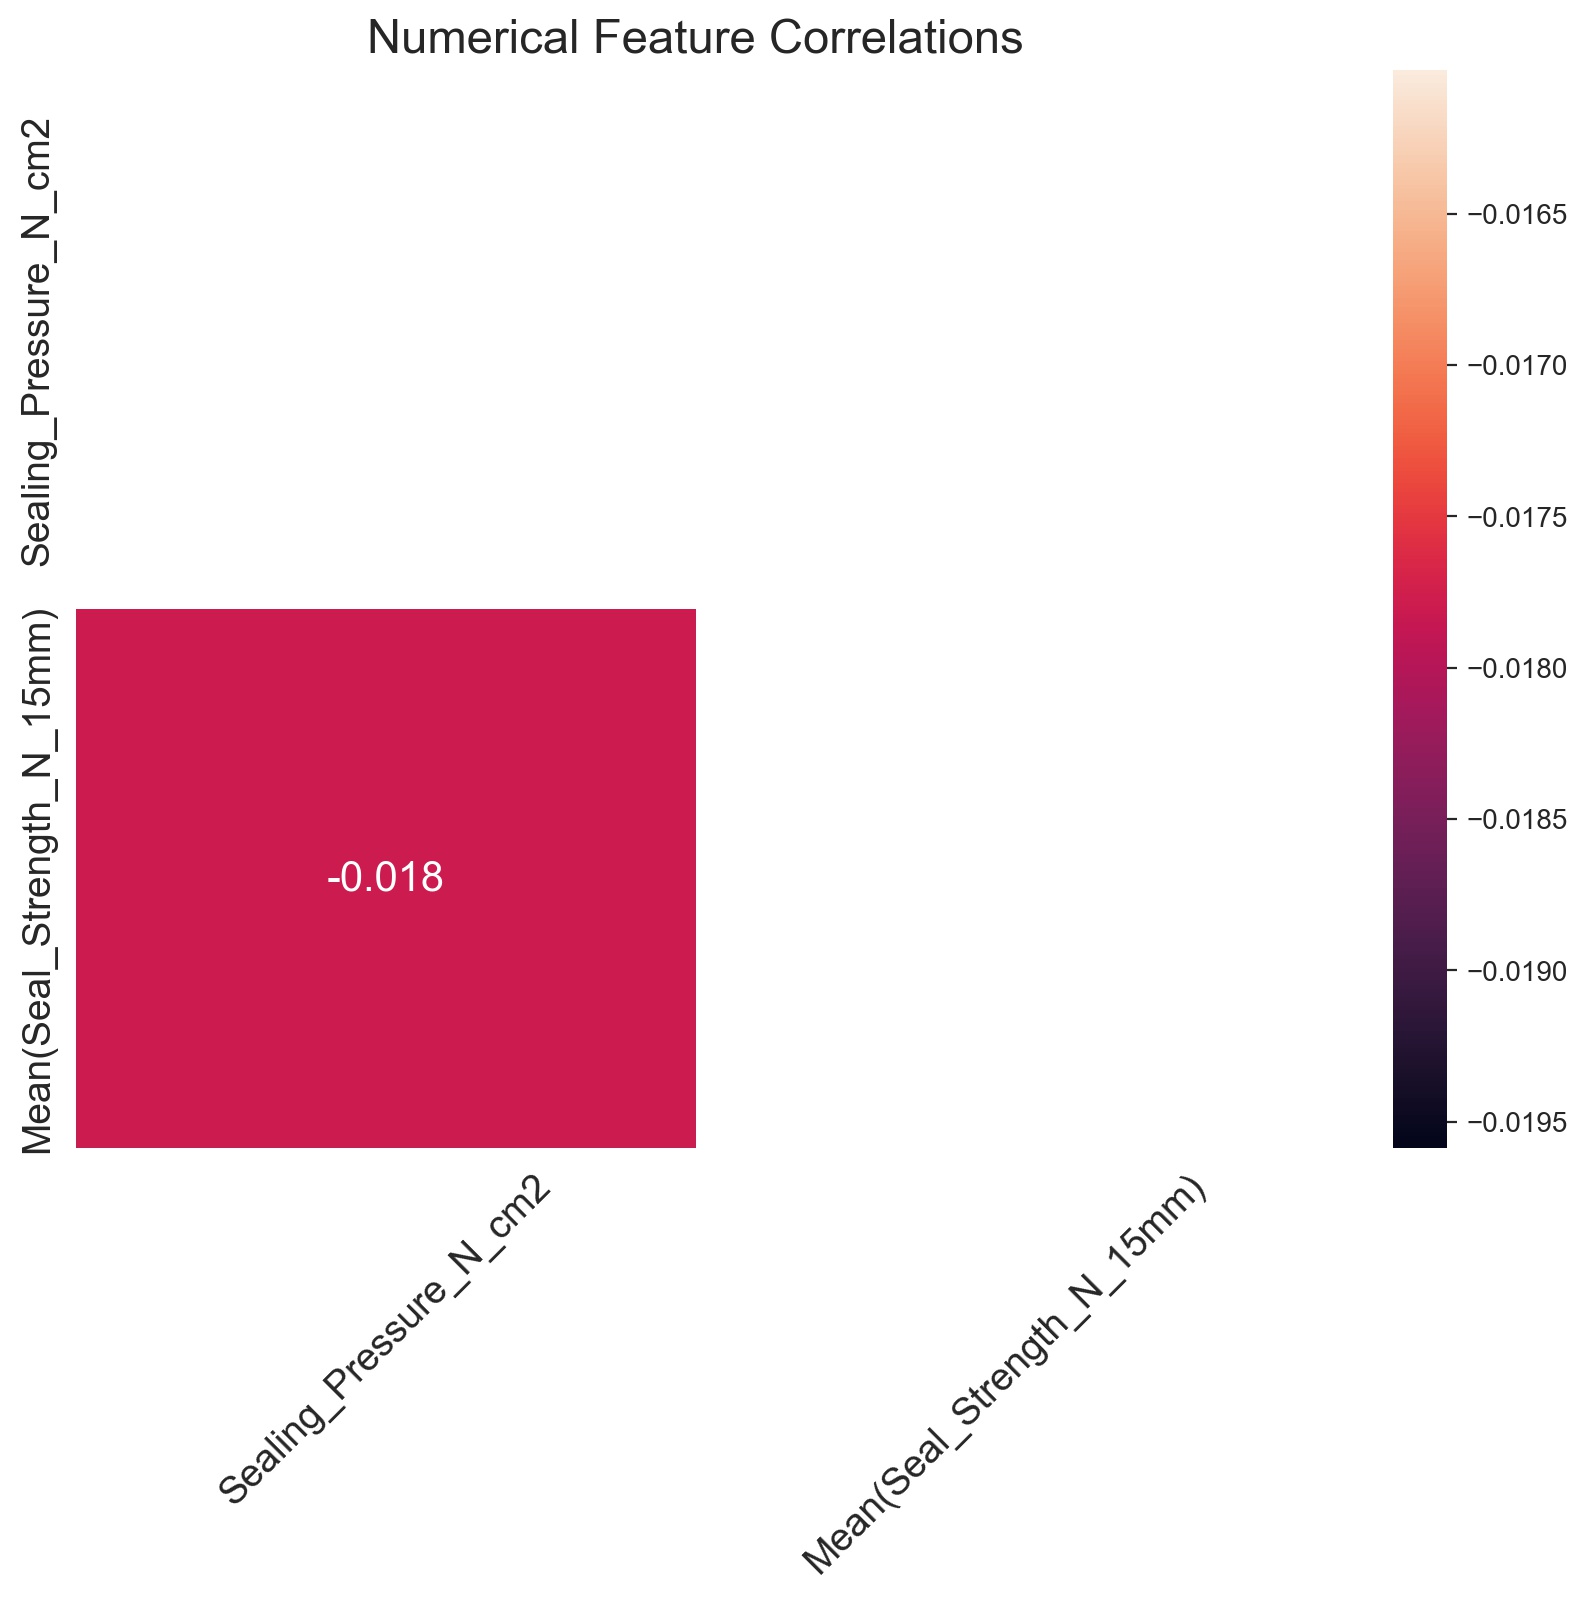 Numerical Feature Correlations
Sealing_Pressure_N_cm2
Mean(Seal_Strength_N_15mm)
-0.018
Sealing_Pressure_N_cm2
Mean(Seal_Strength_N_15mm)
−0.0165
−0.0170
−0.0175
−0.0180
−0.0185
−0.0190
−0.0195